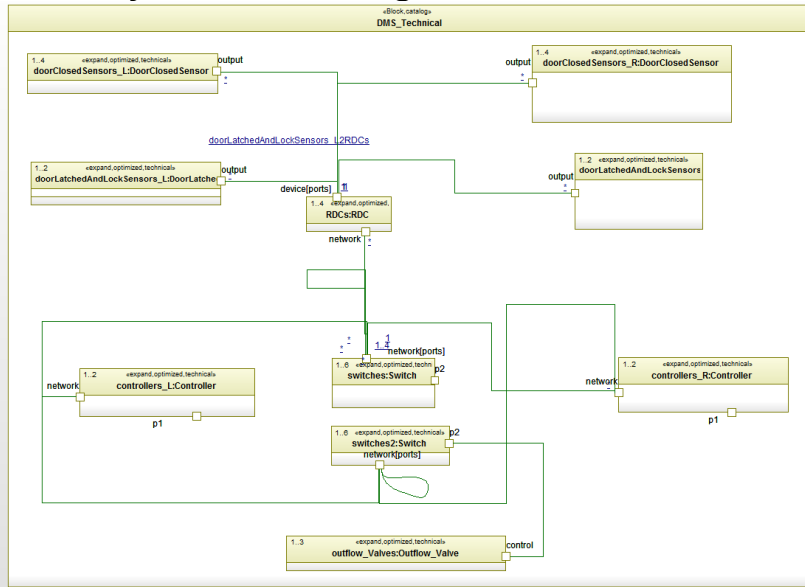 «Block,catalog»
DMS_Technical
1..4 «expand,optimized,technical»
doorClosedSensors_L:DoorClosedSensor
output
*
1..4 «expand,optimized,technical»
doorClosedSensors_R:DoorClosedSensor
output
*
doorLatchedAndLockSensors_L2RDCs
1..2 «expand,optimized,technical»
doorLatchedAndLockSensors_L:DoorLatche
output
*
1..2 «expand,optimized,technical»
doorLatchedAndLockSensors
output
*
device[ports]
1
1..4 «expand,optimized,
RDCs:RDC
network
*
*
*
1
1..4
network[ports]
1..6 «expand,optimized,techn
switches:Switch
p2
1..2 «expand,optimized,technical»
controllers_L:Controller
network
p1
1..2 «expand,optimized,technical»
controllers_R:Controller
network
p1
1..6 «expand,optimized,technical»
switches2:Switch
p2
network[ports]
1..3 «expand,optimized,technical»
outflow_Valves:Outflow_Valve
control